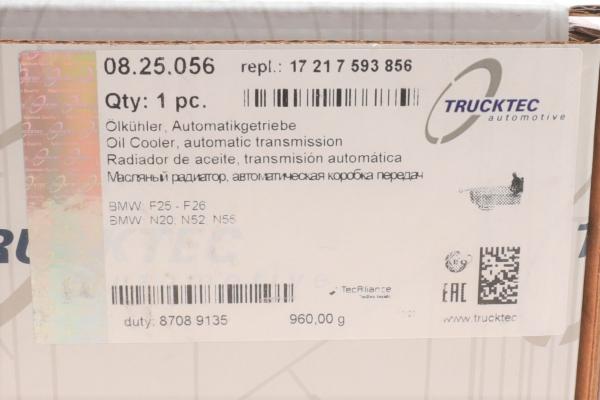 08.25.056 repl.: 17 21 7 593 856
Qty: 1 pc.
TRUCKTEC
automotive
Ölkühler, Automatikgetriebe
Oil Cooler, automatic transmission
Radiador de aceite, transmisión automática
Масляный радиатор, автоматическая коробка передач
BMW: F25 - F26
BMW: N20, N52, N55
TecAlliance
EAC
duty: 8708 9135 960,00 g
www.trucktec